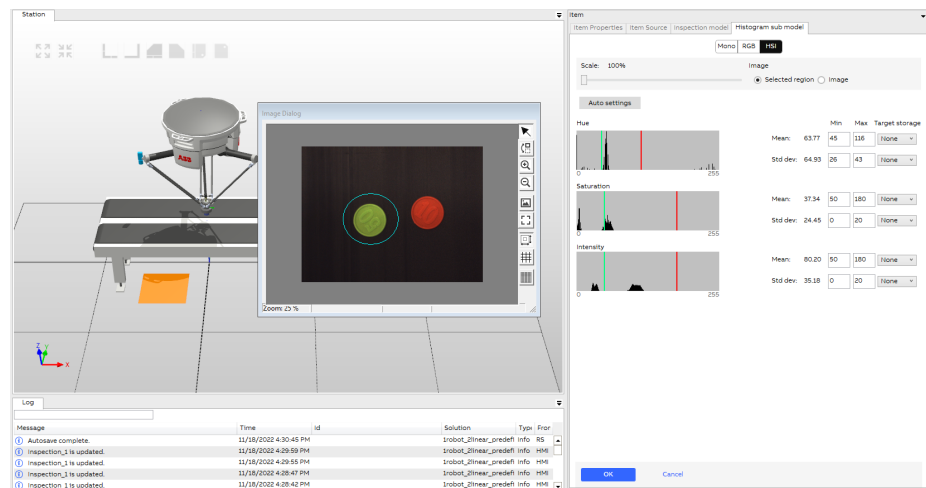 Station
Item
Item Properties Item Source Inspection model Histogram sub model
Mono RGB HSI
Scale: 100% Image
Selected region Image
Auto settings
Min Max Target storage
Hue
Mean: 63.77 45 116 None
Std dev: 64.93 26 43 None
0 255
Saturation
Mean: 37.34 50 180 None
Std dev: 24.45 0 20 None
0 255
Intensity
Mean: 80.20 50 180 None
Std dev: 35.18 0 20 None
0 255
Image Dialog
ABB
Zoom: 25 %
Z Y
X
Log
Message Time Id Solution Type Fror
Autosave complete. 11/18/2022 4:30:45 PM 1robot_2linear_predefi Info RS
Inspection_1 is updated. 11/18/2022 4:29:59 PM 1robot_2linear_predefi Info HMI
Inspection_1 is updated. 11/18/2022 4:29:55 PM 1robot_2linear_predefi Info HMI
Inspection_1 is updated. 11/18/2022 4:28:47 PM 1robot_2linear_predefi Info HMI
Inspection_1 is updated. 11/18/2022 4:28:42 PM 1robot_2linear_predefi Info HMI
OK Cancel